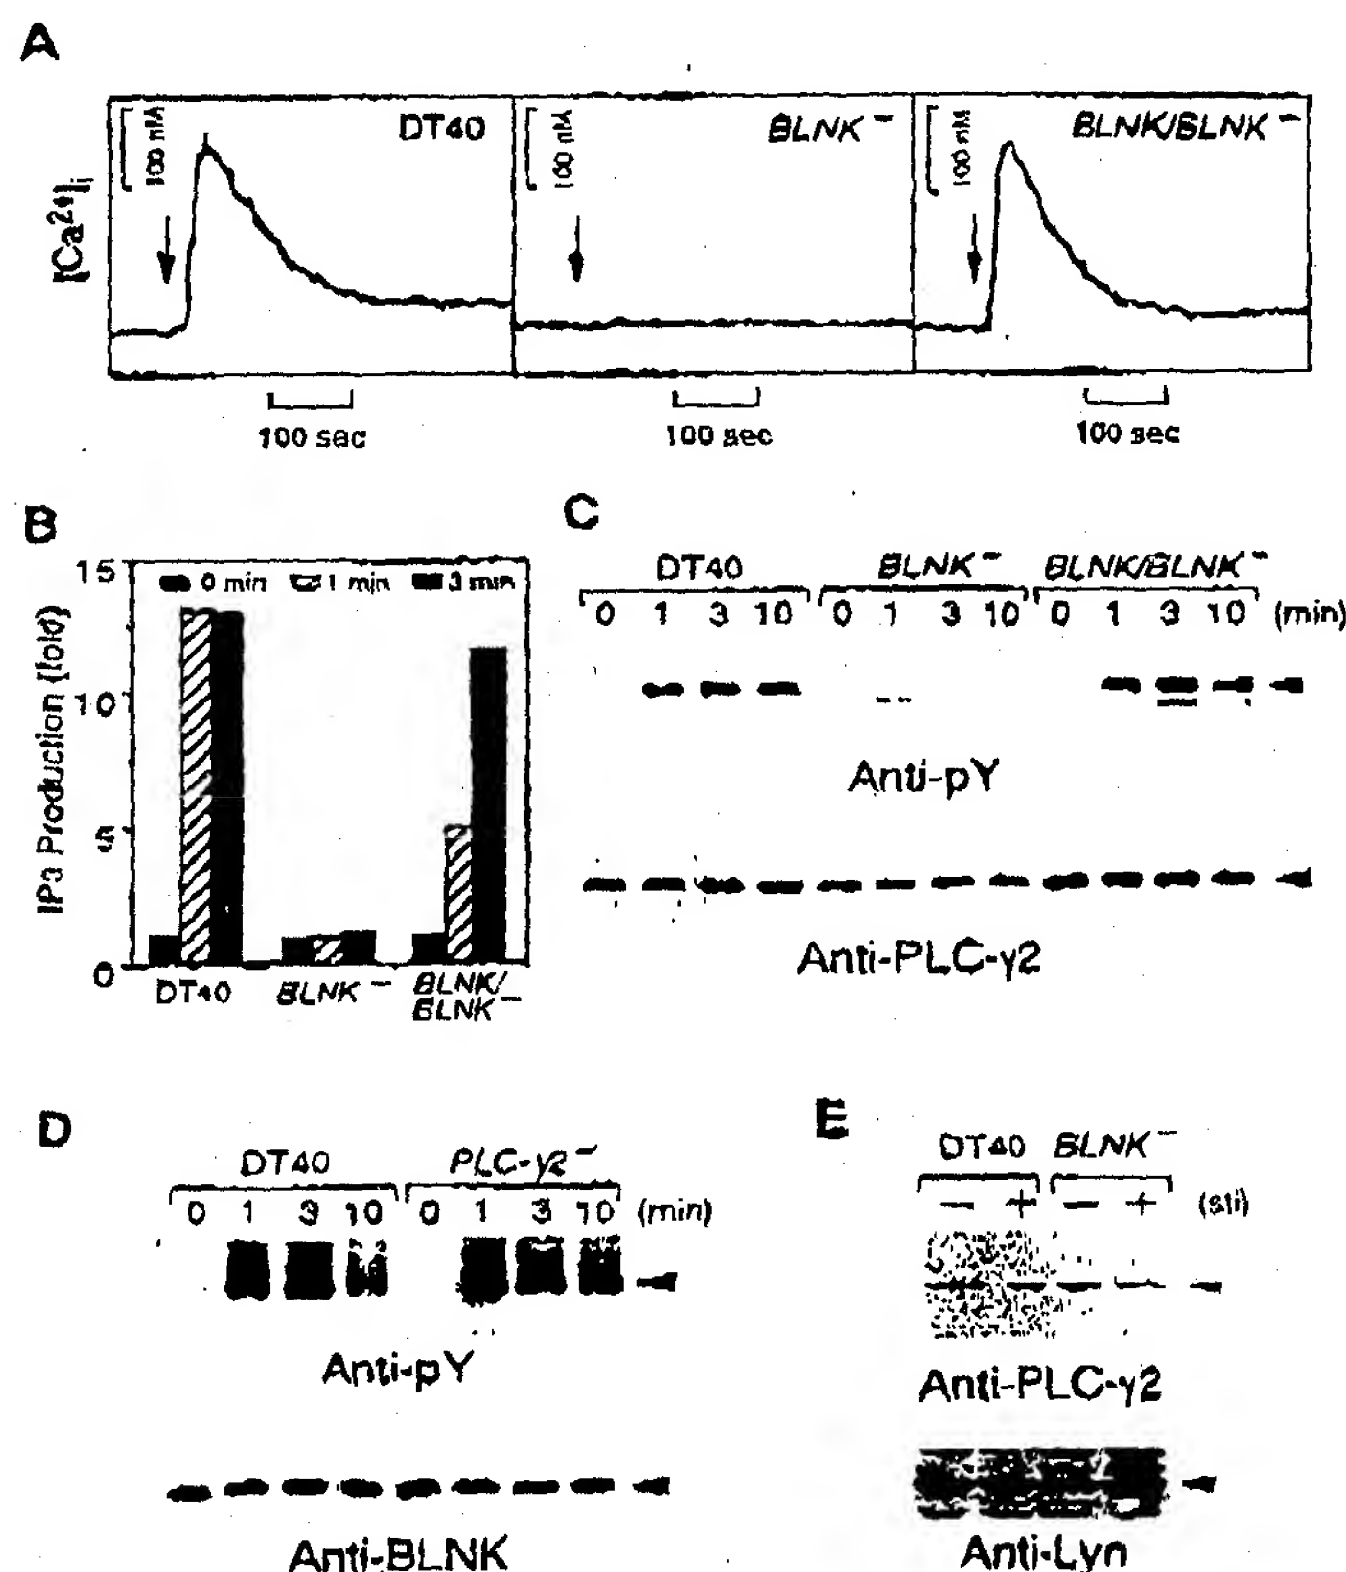 A
[Ca2+]i
100 nM
DT40
100 nM
BLNK−
100 nM
BLNK/BLNK−
100 sec
100 sec
100 sec
B
IP3 Production (fold)
15
10
5
0
0 min 1 min 3 min
DT40 BLNK− BLNK/
BLNK−
C
DT40 BLNK− BLNK/BLNK−
0 1 3 10 0 1 3 10 0 1 3 10 (min)
Anti-pY
Anti-PLC-γ2
D
DT40 PLC-γ2−
0 1 3 10 0 1 3 10 (min)
Anti-pY
Anti-BLNK
E
DT40 BLNK−
− + − + (sti)
Anti-PLC-γ2
Anti-Lyn